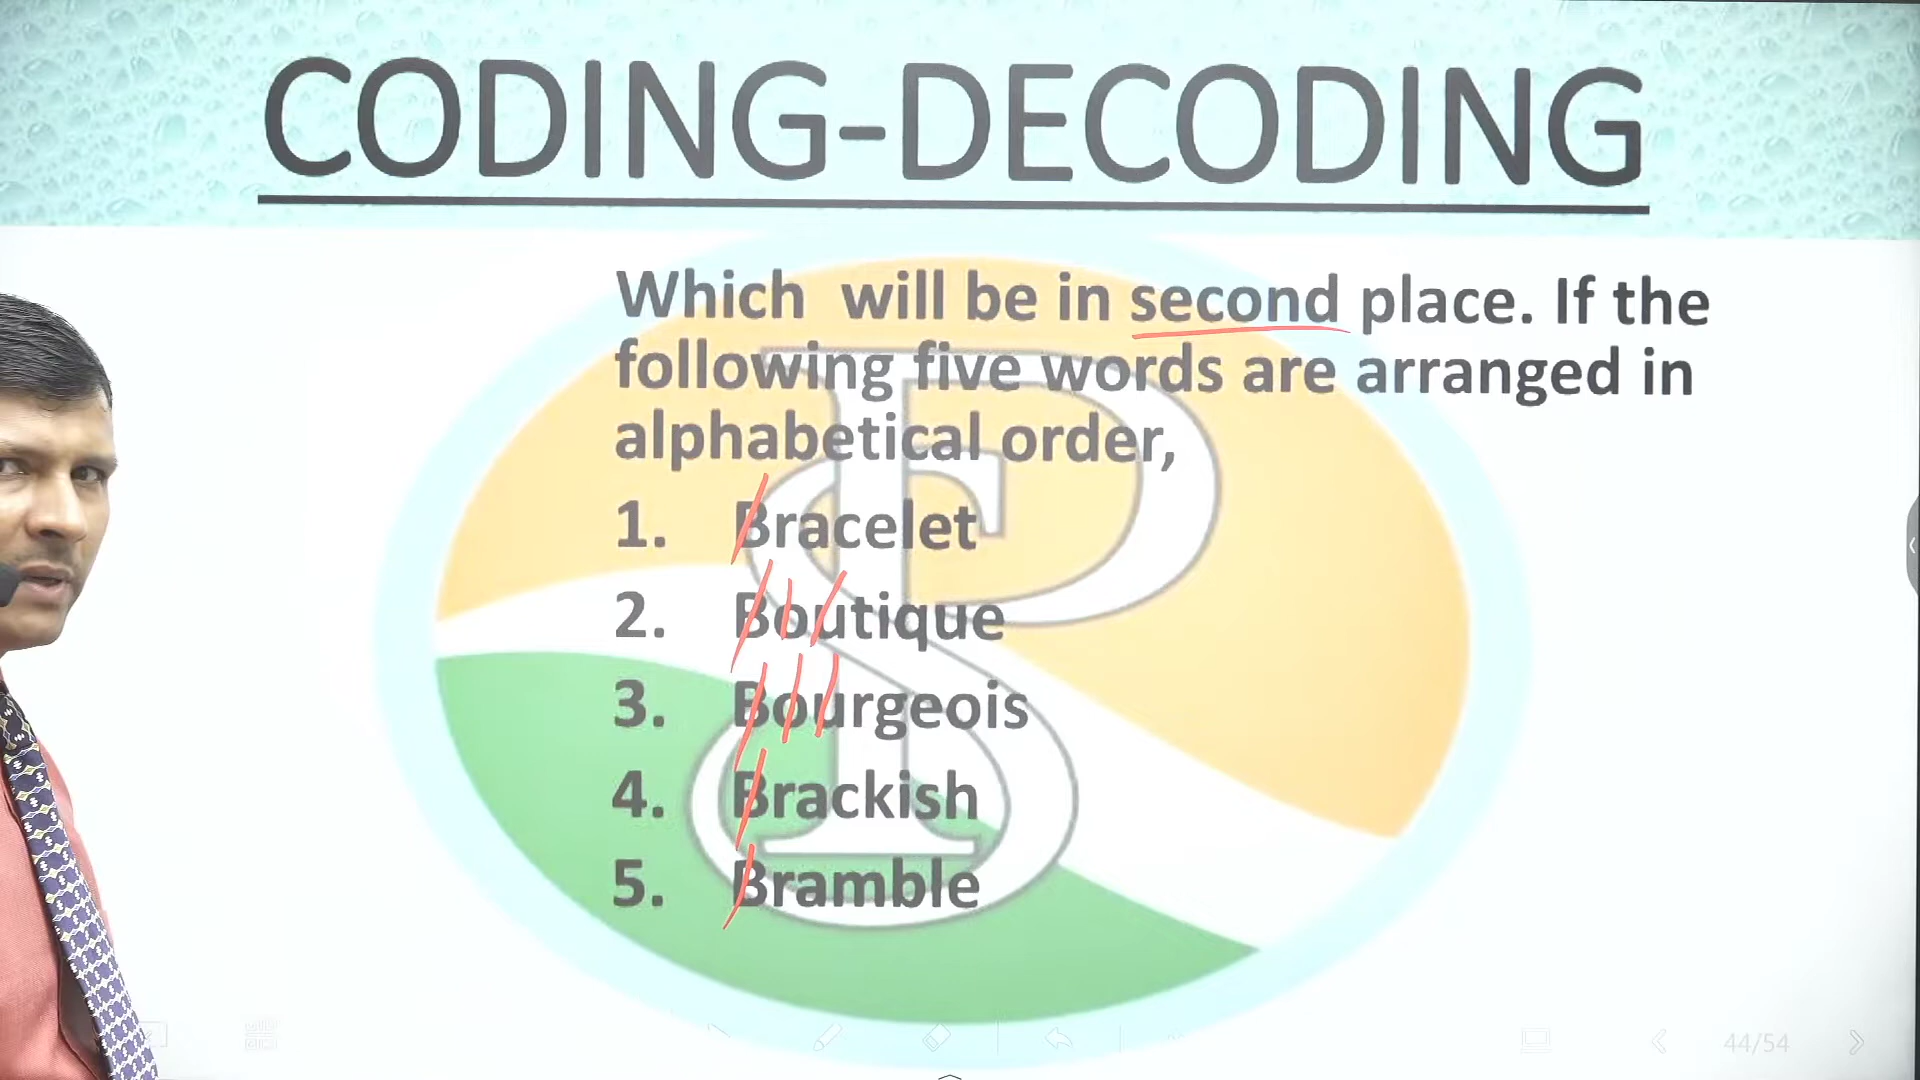 CODING-DECODING
Which will be in second place. If the
following five words are arranged in
alphabetical order,
1. Bracelet
2. Boutique
3. Bourgeois
4. Brackish
5. Bramble
44/54